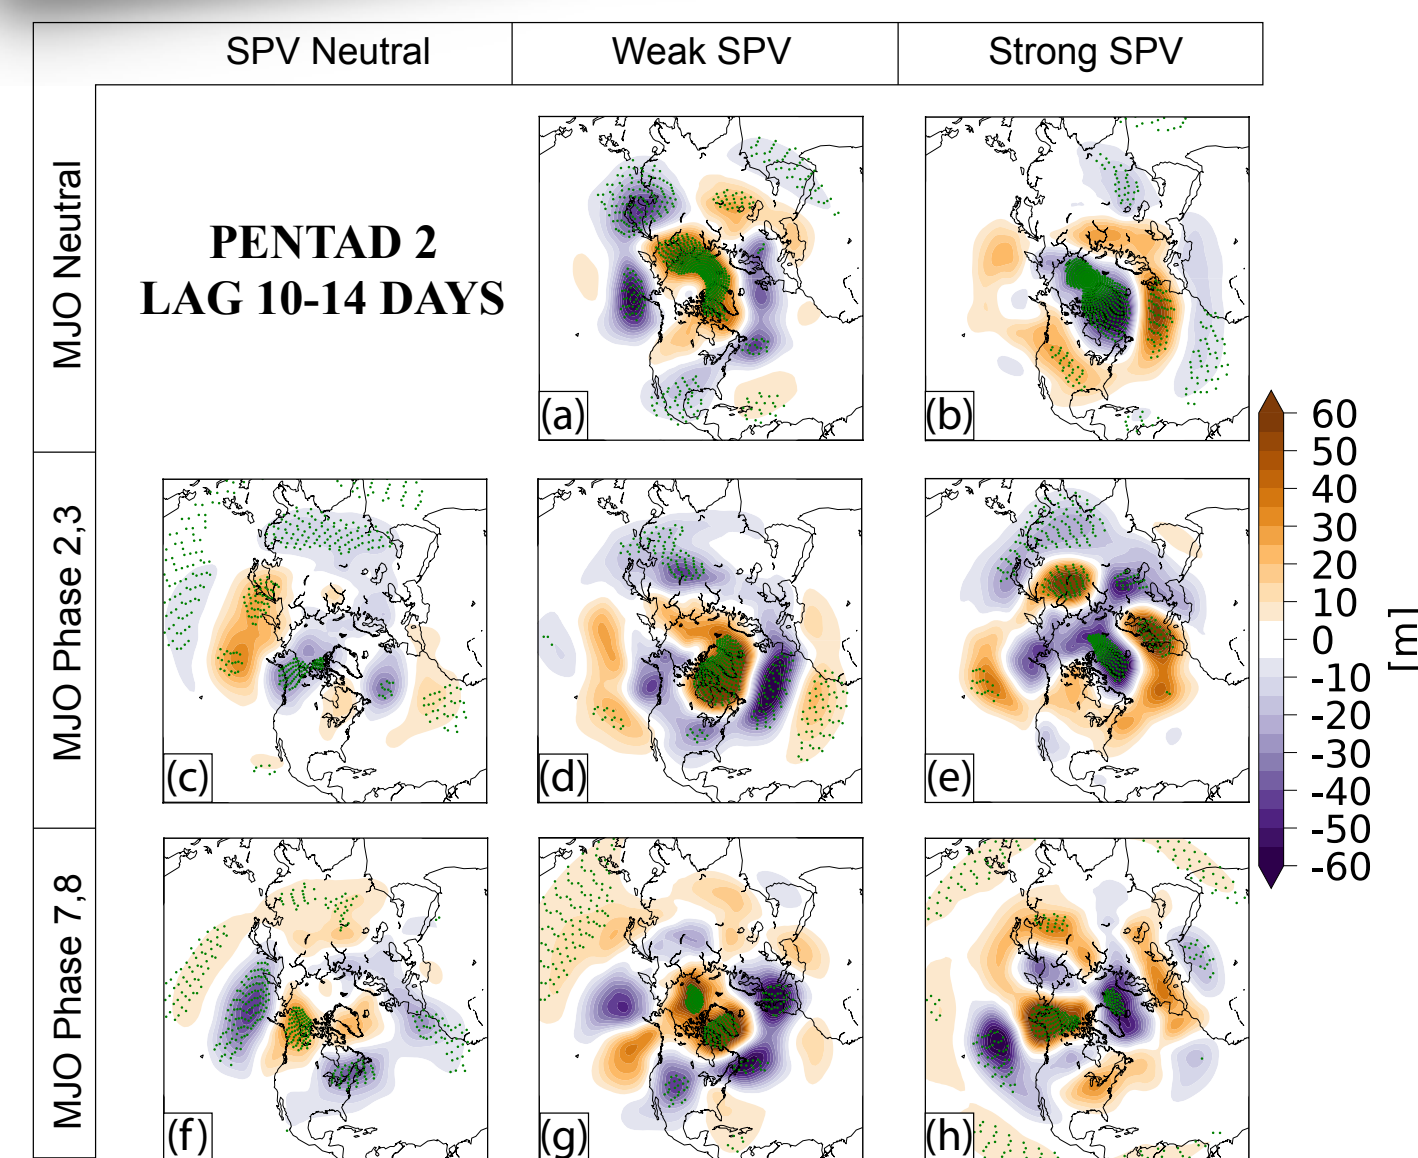 SPV Neutral
Weak SPV
Strong SPV
MJO Neutral
PENTAD 2
LAG 10-14 DAYS
(a)
(b)
MJO Phase 2,3
(c)
(d)
(e)
MJO Phase 7,8
(f)
(g)
(h)
60
50
40
30
20
10
0
-10
-20
-30
-40
-50
-60
[m]